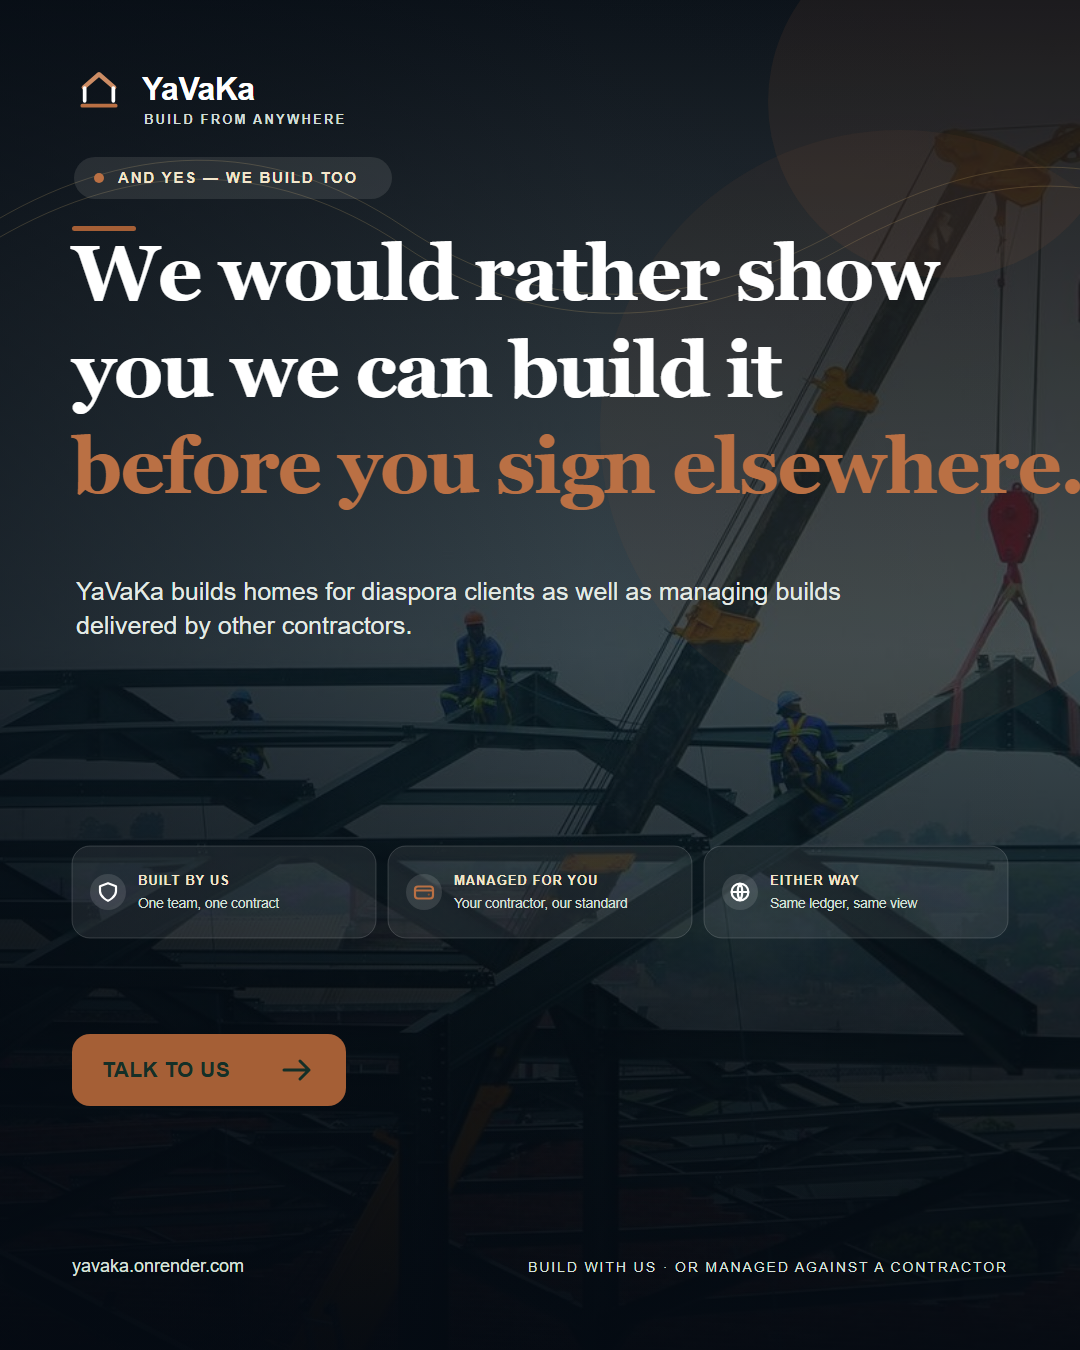 YaVaKa
BUILD FROM ANYWHERE
AND YES — WE BUILD TOO
We would rather show
you we can build it
before you sign elsewhere.
YaVaKa builds homes for diaspora clients as well as managing builds
delivered by other contractors.
BUILT BY US
One team, one contract
MANAGED FOR YOU
Your contractor, our standard
EITHER WAY
Same ledger, same view
TALK TO US
yavaka.onrender.com
BUILD WITH US · OR MANAGED AGAINST A CONTRACTOR